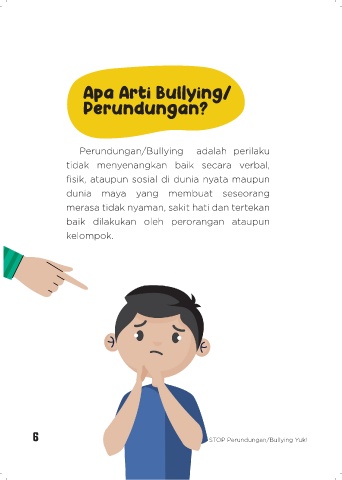 Apa Arti Bullying/
Perundungan?
Perundungan/Bullying adalah perilaku
tidak menyenangkan baik secara verbal,
fisik, ataupun sosial di dunia nyata maupun
dunia maya yang membuat seseorang
merasa tidak nyaman, sakit hati dan tertekan
baik dilakukan oleh perorangan ataupun
kelompok.
6
STOP Perundungan/Bullying Yuk!